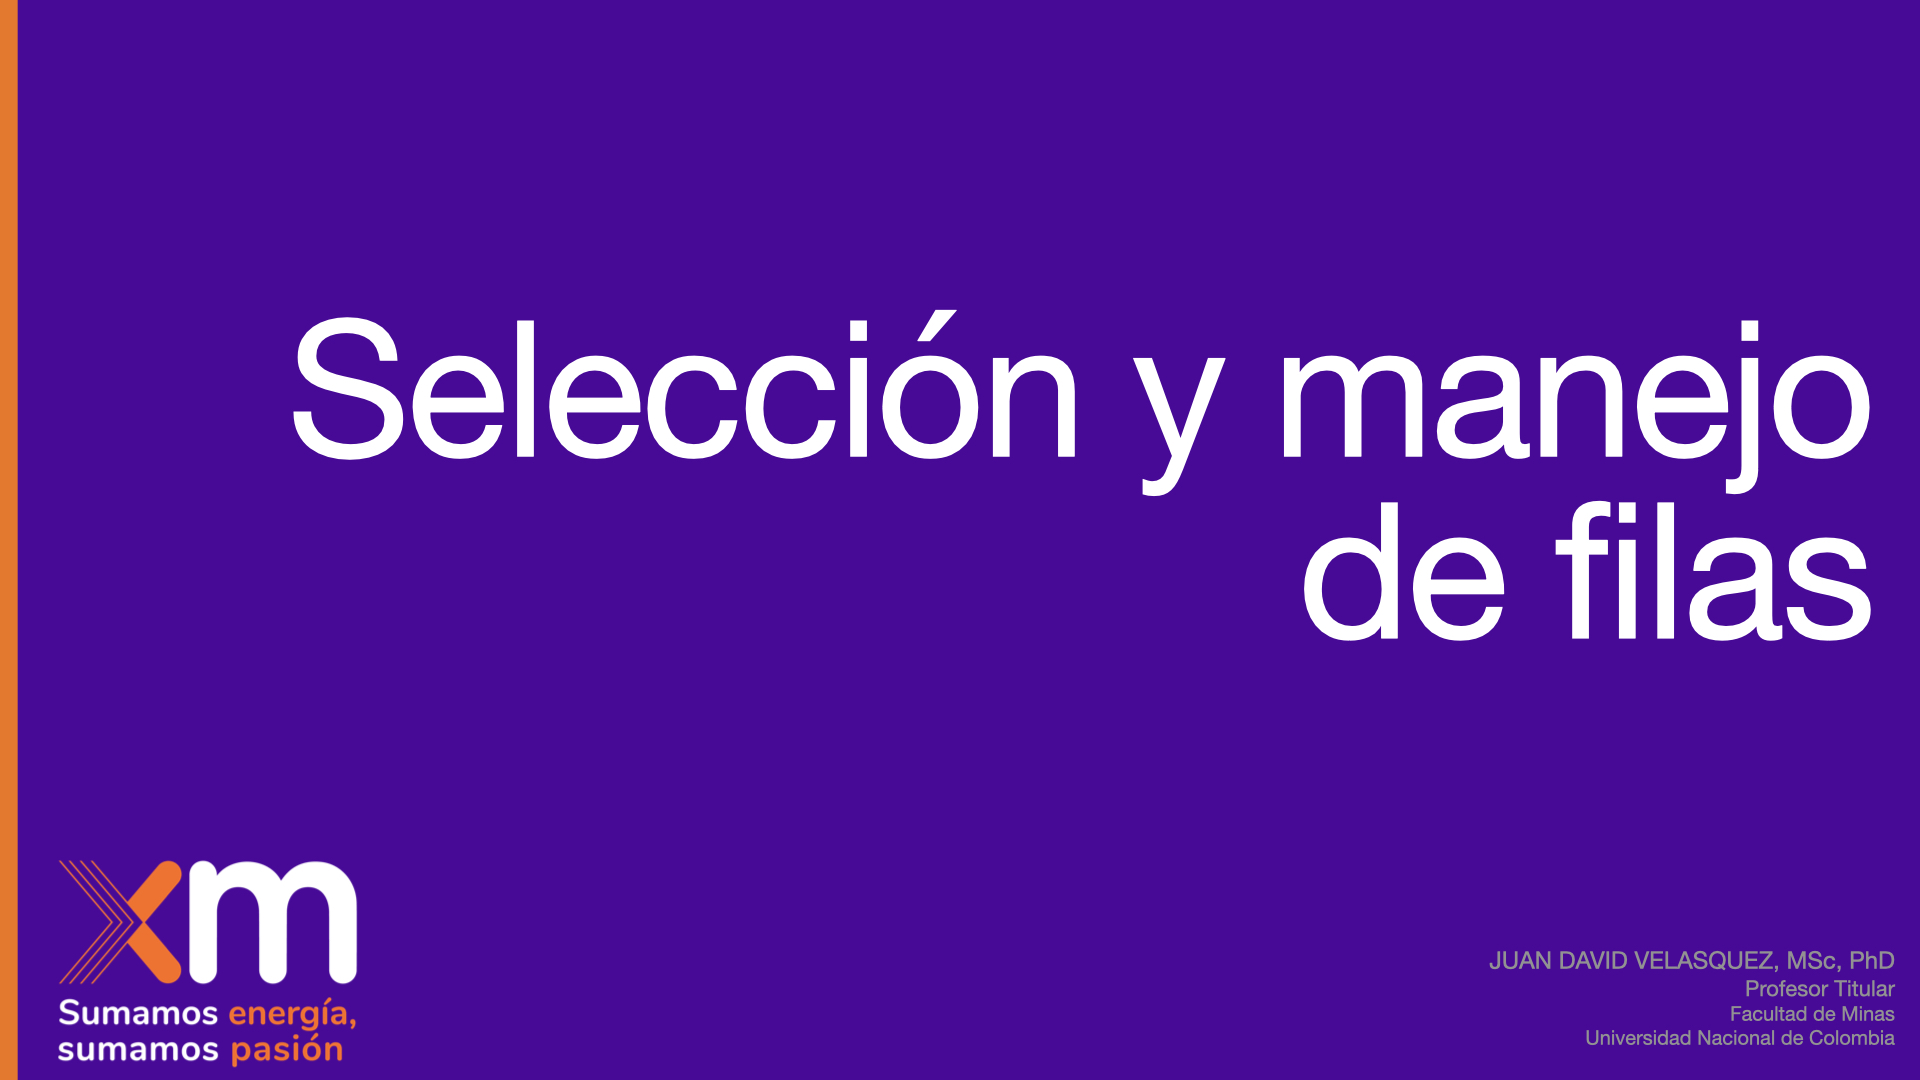 Selección y manejo
de filas
xm
Sumamos energía,
sumamos pasión
JUAN DAVID VELASQUEZ, MSc, PhD
Profesor Titular
Facultad de Minas
Universidad Nacional de Colombia